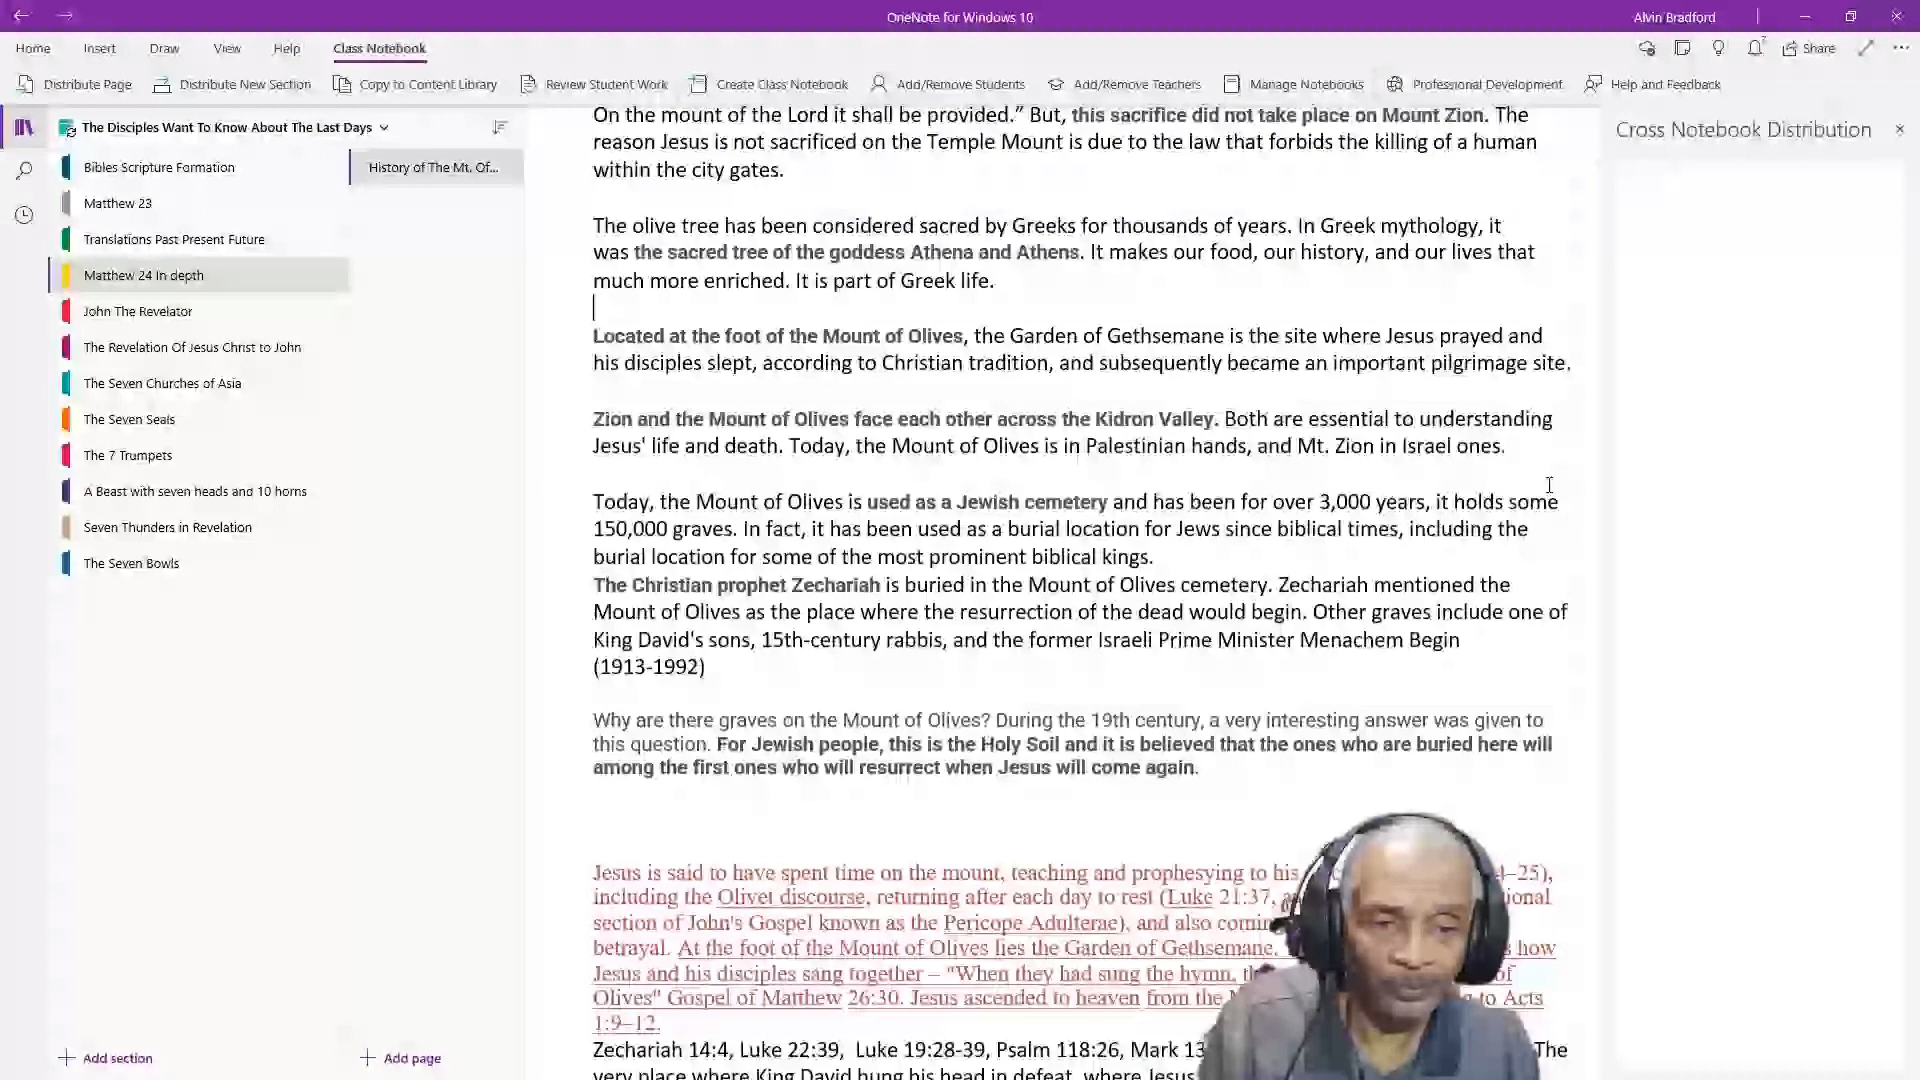 OneNote for Windows 10
Alvin Bradford
Home
Insert
Draw
View
Help
Class Notebook
Share
Distribute Page
Distribute New Section
Copy to Content Library
Review Student Work
Create Class Notebook
Add/Remove Students
Add/Remove Teachers
Manage Notebooks
Professional Development
Help and Feedback
The Disciples Want To Know About The Last Days
Bibles Scripture Formation
Matthew 23
Translations Past Present Future
Matthew 24 In depth
John The Revelator
The Revelation Of Jesus Christ to John
The Seven Churches of Asia
The Seven Seals
The 7 Trumpets
A Beast with seven heads and 10 horns
Seven Thunders in Revelation
The Seven Bowls
Add section
History of The Mt. Of...
Add page
On the mount of the Lord it shall be provided.” But, this sacrifice did not take place on Mount Zion. The
reason Jesus is not sacrificed on the Temple Mount is due to the law that forbids the killing of a human
within the city gates.
The olive tree has been considered sacred by Greeks for thousands of years. In Greek mythology, it
was the sacred tree of the goddess Athena and Athens. It makes our food, our history, and our lives that
much more enriched. It is part of Greek life.
Located at the foot of the Mount of Olives, the Garden of Gethsemane is the site where Jesus prayed and
his disciples slept, according to Christian tradition, and subsequently became an important pilgrimage site.
Zion and the Mount of Olives face each other across the Kidron Valley. Both are essential to understanding
Jesus' life and death. Today, the Mount of Olives is in Palestinian hands, and Mt. Zion in Israel ones.
Today, the Mount of Olives is used as a Jewish cemetery and has been for over 3,000 years, it holds some
150,000 graves. In fact, it has been used as a burial location for Jews since biblical times, including the
burial location for some of the most prominent biblical kings.
The Christian prophet Zechariah is buried in the Mount of Olives cemetery. Zechariah mentioned the
Mount of Olives as the place where the resurrection of the dead would begin. Other graves include one of
King David's sons, 15th-century rabbis, and the former Israeli Prime Minister Menachem Begin
(1913-1992)
Why are there graves on the Mount of Olives? During the 19th century, a very interesting answer was given to
this question. For Jewish people, this is the Holy Soil and it is believed that the ones who are buried here will
among the first ones who will resurrect when Jesus will come again.
Jesus is said to have spent time on the mount, teaching and prophesying to his 4–25),
including the Olivet discourse, returning after each day to rest (Luke 21:37,
section of John's Gospel known as the Pericope Adulterae), and also
betrayal. At the foot of the Mount of Olives lies the Garden of Gethsemane. how
Jesus and his disciples sang together – "When they had sung the hymn, of
Olives" Gospel of Matthew 26:30. Jesus ascended to heaven from the to Acts
1:9–12.
Zechariah 14:4, Luke 22:39, Luke 19:28-39, Psalm 118:26, Mark 13 The
very place where King David hung his head in defeat, where Jesus
Cross Notebook Distribution